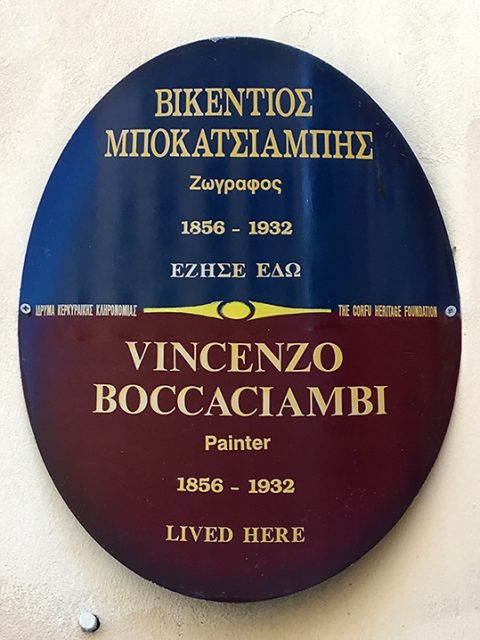 ΒΙΚΕΝΤΙΟΣ
ΜΠΟΚΑΤΣΙΑΜΠΗΣ
Ζωγραφος
1856 - 1932
ΕΖΗΣΕ ΕΔΩ
ΙΔΡΥΜΑ ΚΕΡΚΥΡΑΪΚΗΣ ΚΛΗΡΟΝΟΜΙΑΣ
THE CORFU HERITAGE FOUNDATION
VINCENZO
BOCCACIAMBI
Painter
1856 - 1932
LIVED HERE